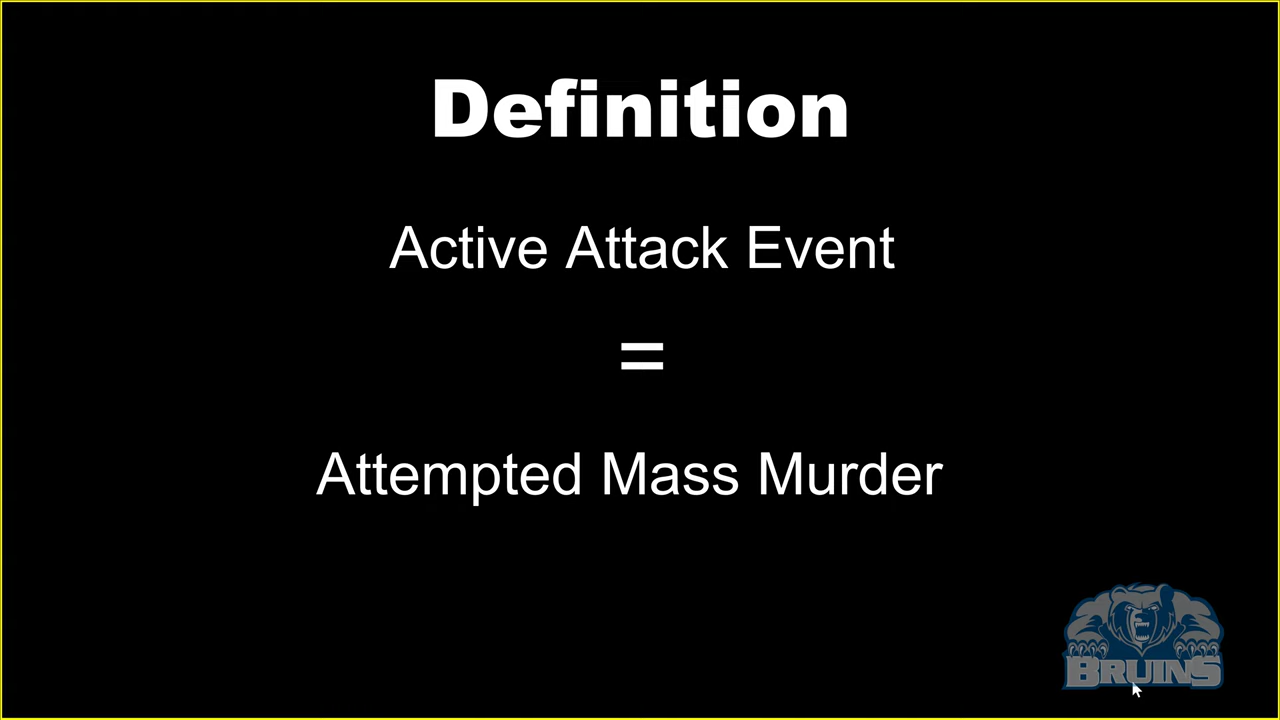 Definition
Active Attack Event
=
Attempted Mass Murder
BRUINS